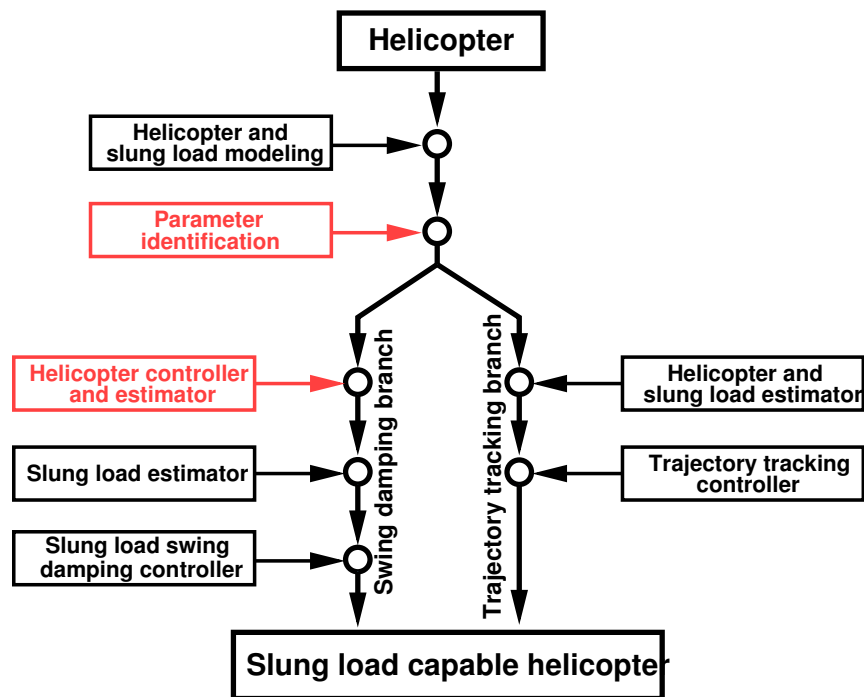 Helicopter
Helicopter and
slung load modeling
Parameter
identification
Helicopter controller
and estimator
Slung load estimator
Slung load swing
damping controller
Swing damping branch
Trajectory tracking branch
Helicopter and
slung load estimator
Trajectory tracking
controller
Slung load capable helicopter